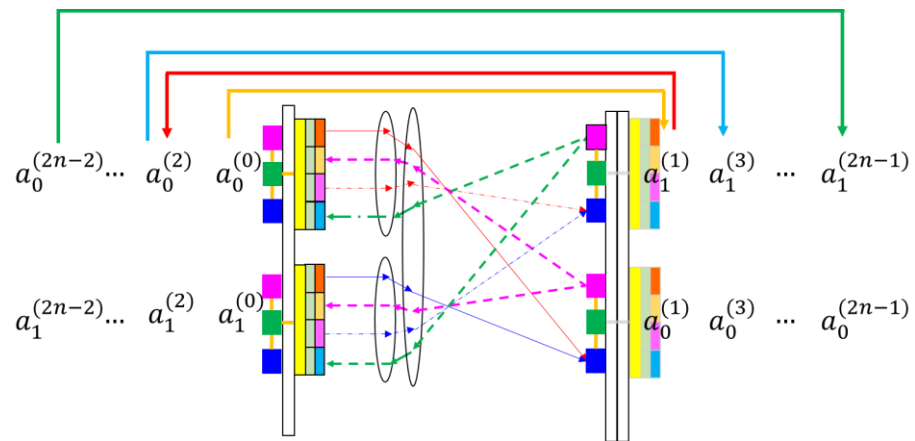 a_0^{(2n-2)} ⋯ a_0^{(2)} a_0^{(0)} a_1^{(1)} a_1^{(3)} ⋯ a_1^{(2n-1)}
a_1^{(2n-2)} ⋯ a_1^{(2)} a_1^{(0)} a_0^{(1)} a_0^{(3)} ⋯ a_0^{(2n-1)}